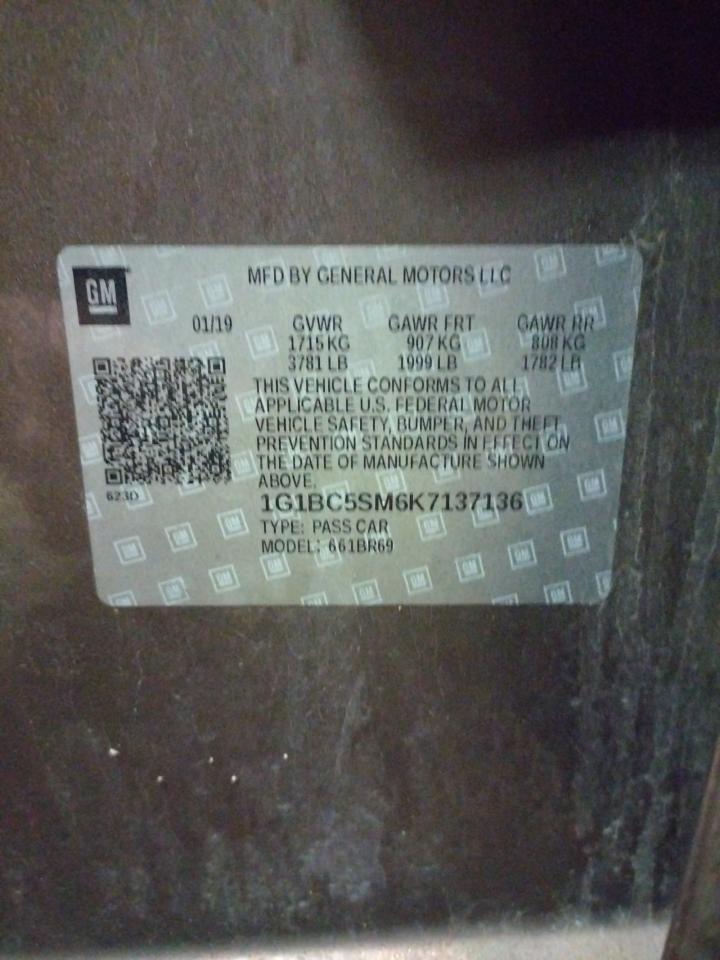 GM
MFD BY GENERAL MOTORS LLC
01/19 GVWR GAWR FRT GAWR RR
1715 KG 907 KG 808 KG
3781 LB 1999 LB 1782 LB
THIS VEHICLE CONFORMS TO ALL
APPLICABLE U.S. FEDERAL MOTOR
VEHICLE SAFETY, BUMPER, AND THEFT
PREVENTION STANDARDS IN EFFECT ON
THE DATE OF MANUFACTURE SHOWN
ABOVE.
623D
1G1BC5SM6K7137136
TYPE: PASS CAR
MODEL: 661BR69